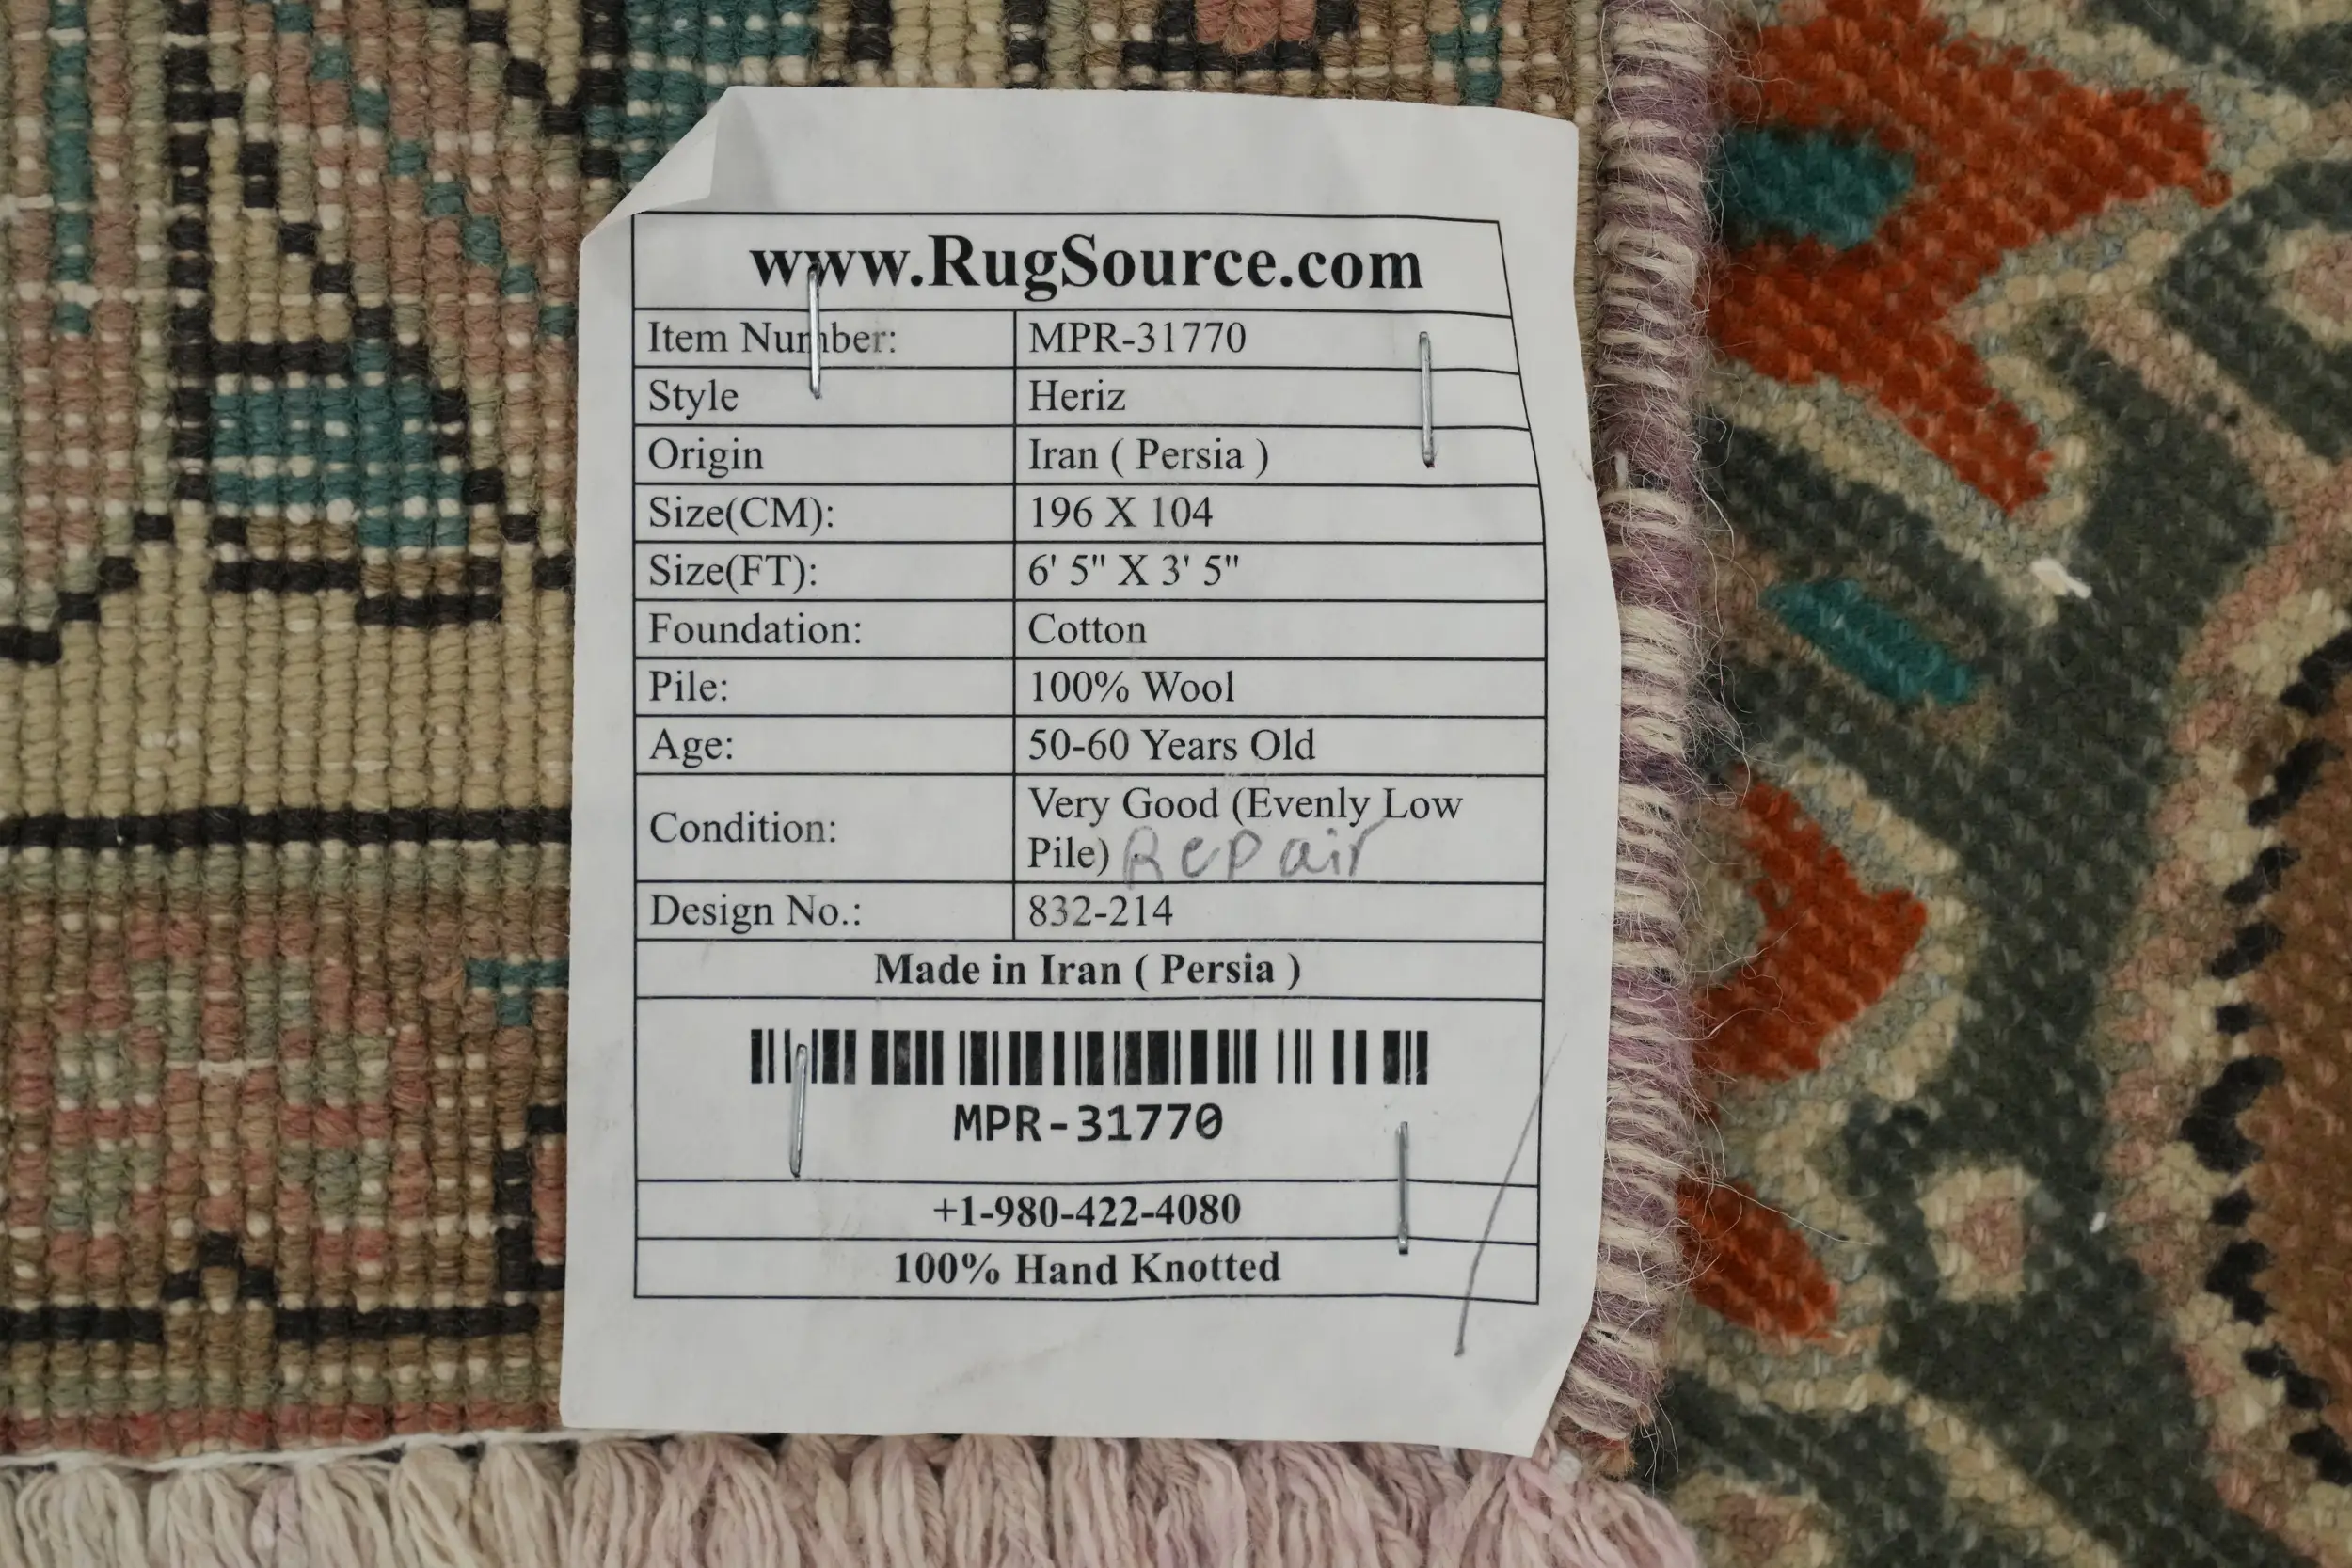 www.RugSource.com
Item Number: MPR-31770
Style Heriz
Origin Iran ( Persia )
Size(CM): 196 X 104
Size(FT): 6' 5" X 3' 5"
Foundation: Cotton
Pile: 100% Wool
Age: 50-60 Years Old
Condition: Very Good (Evenly Low
Pile) Repair
Design No.: 832-214
Made in Iran ( Persia )
MPR-31770
+1-980-422-4080
100% Hand Knotted